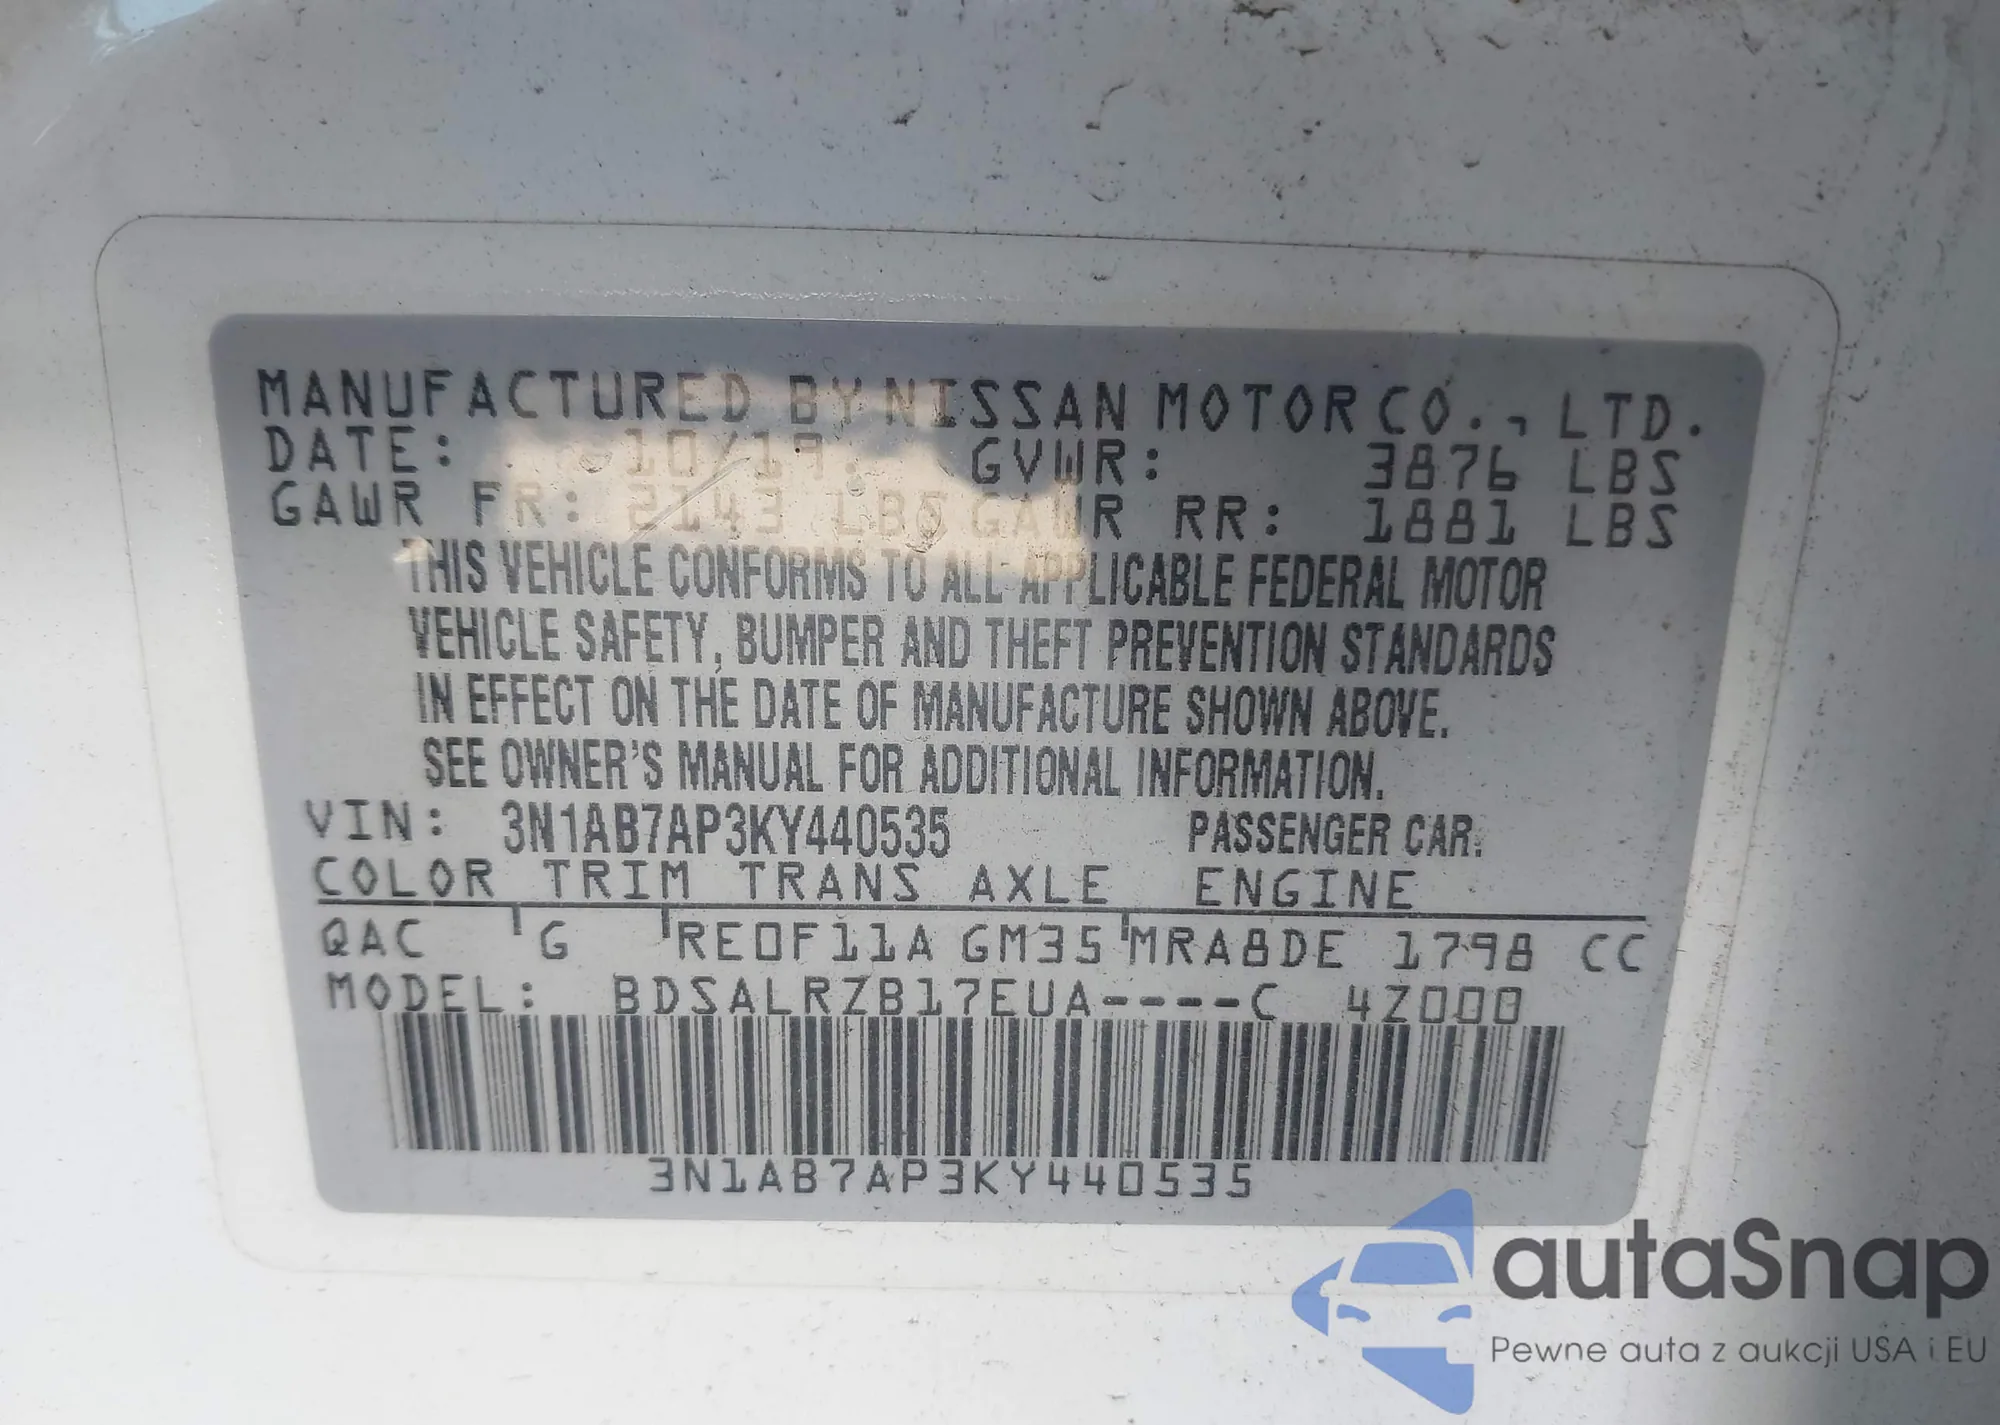 MANUFACTURED BY NISSAN MOTOR CO., LTD.
DATE: 10/19 GVWR: 3876 LBS
GAWR FR: 2143 LBS GAWR RR: 1881 LBS
THIS VEHICLE CONFORMS TO ALL APPLICABLE FEDERAL MOTOR
VEHICLE SAFETY, BUMPER AND THEFT PREVENTION STANDARDS
IN EFFECT ON THE DATE OF MANUFACTURE SHOWN ABOVE.
SEE OWNER'S MANUAL FOR ADDITIONAL INFORMATION.
VIN: 3N1AB7AP3KY440535 PASSENGER CAR.
COLOR TRIM TRANS AXLE ENGINE
QAC G RE0F11A GM35 MRA8DE 1798 CC
MODEL: BDSALRZB17EUA----C 4Z000
3N1AB7AP3KY440535
autaSnap
Pewne auta z aukcji USA i EU